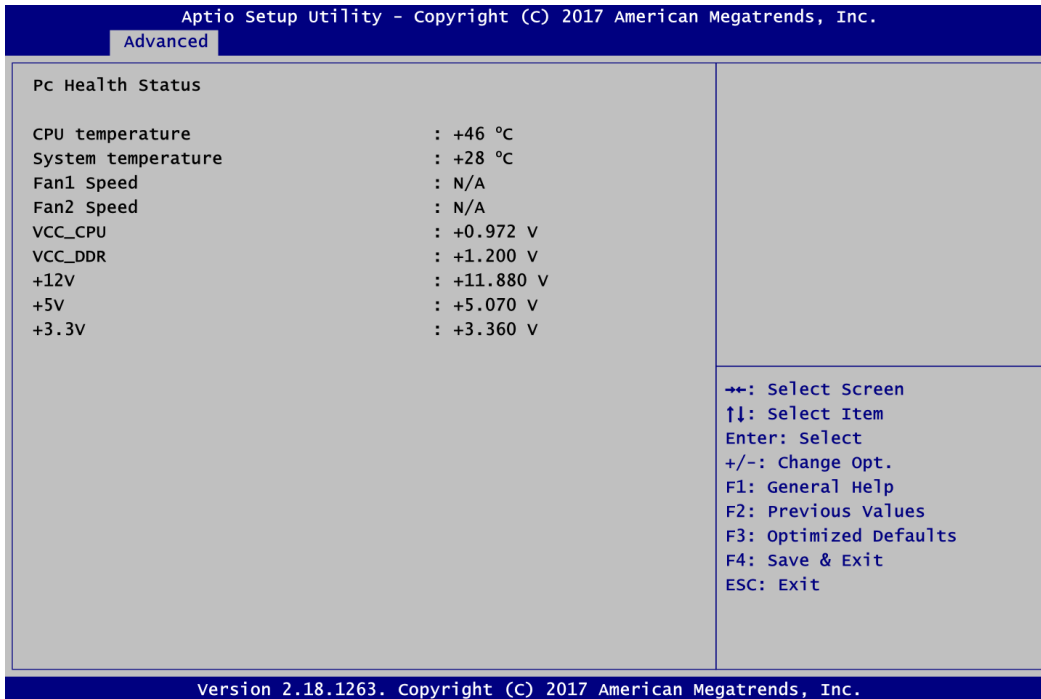 Aptio Setup Utility - Copyright (C) 2017 American Megatrends, Inc.
Advanced
Pc Health Status
CPU temperature : +46 ºC
System temperature : +28 ºC
Fan1 Speed : N/A
Fan2 Speed : N/A
VCC_CPU : +0.972 V
VCC_DDR : +1.200 V
+12V : +11.880 V
+5V : +5.070 V
+3.3V : +3.360 V
→←: Select Screen
↑↓: Select Item
Enter: Select
+/-: Change Opt.
F1: General Help
F2: Previous Values
F3: Optimized Defaults
F4: Save & Exit
ESC: Exit
Version 2.18.1263. Copyright (C) 2017 American Megatrends, Inc.